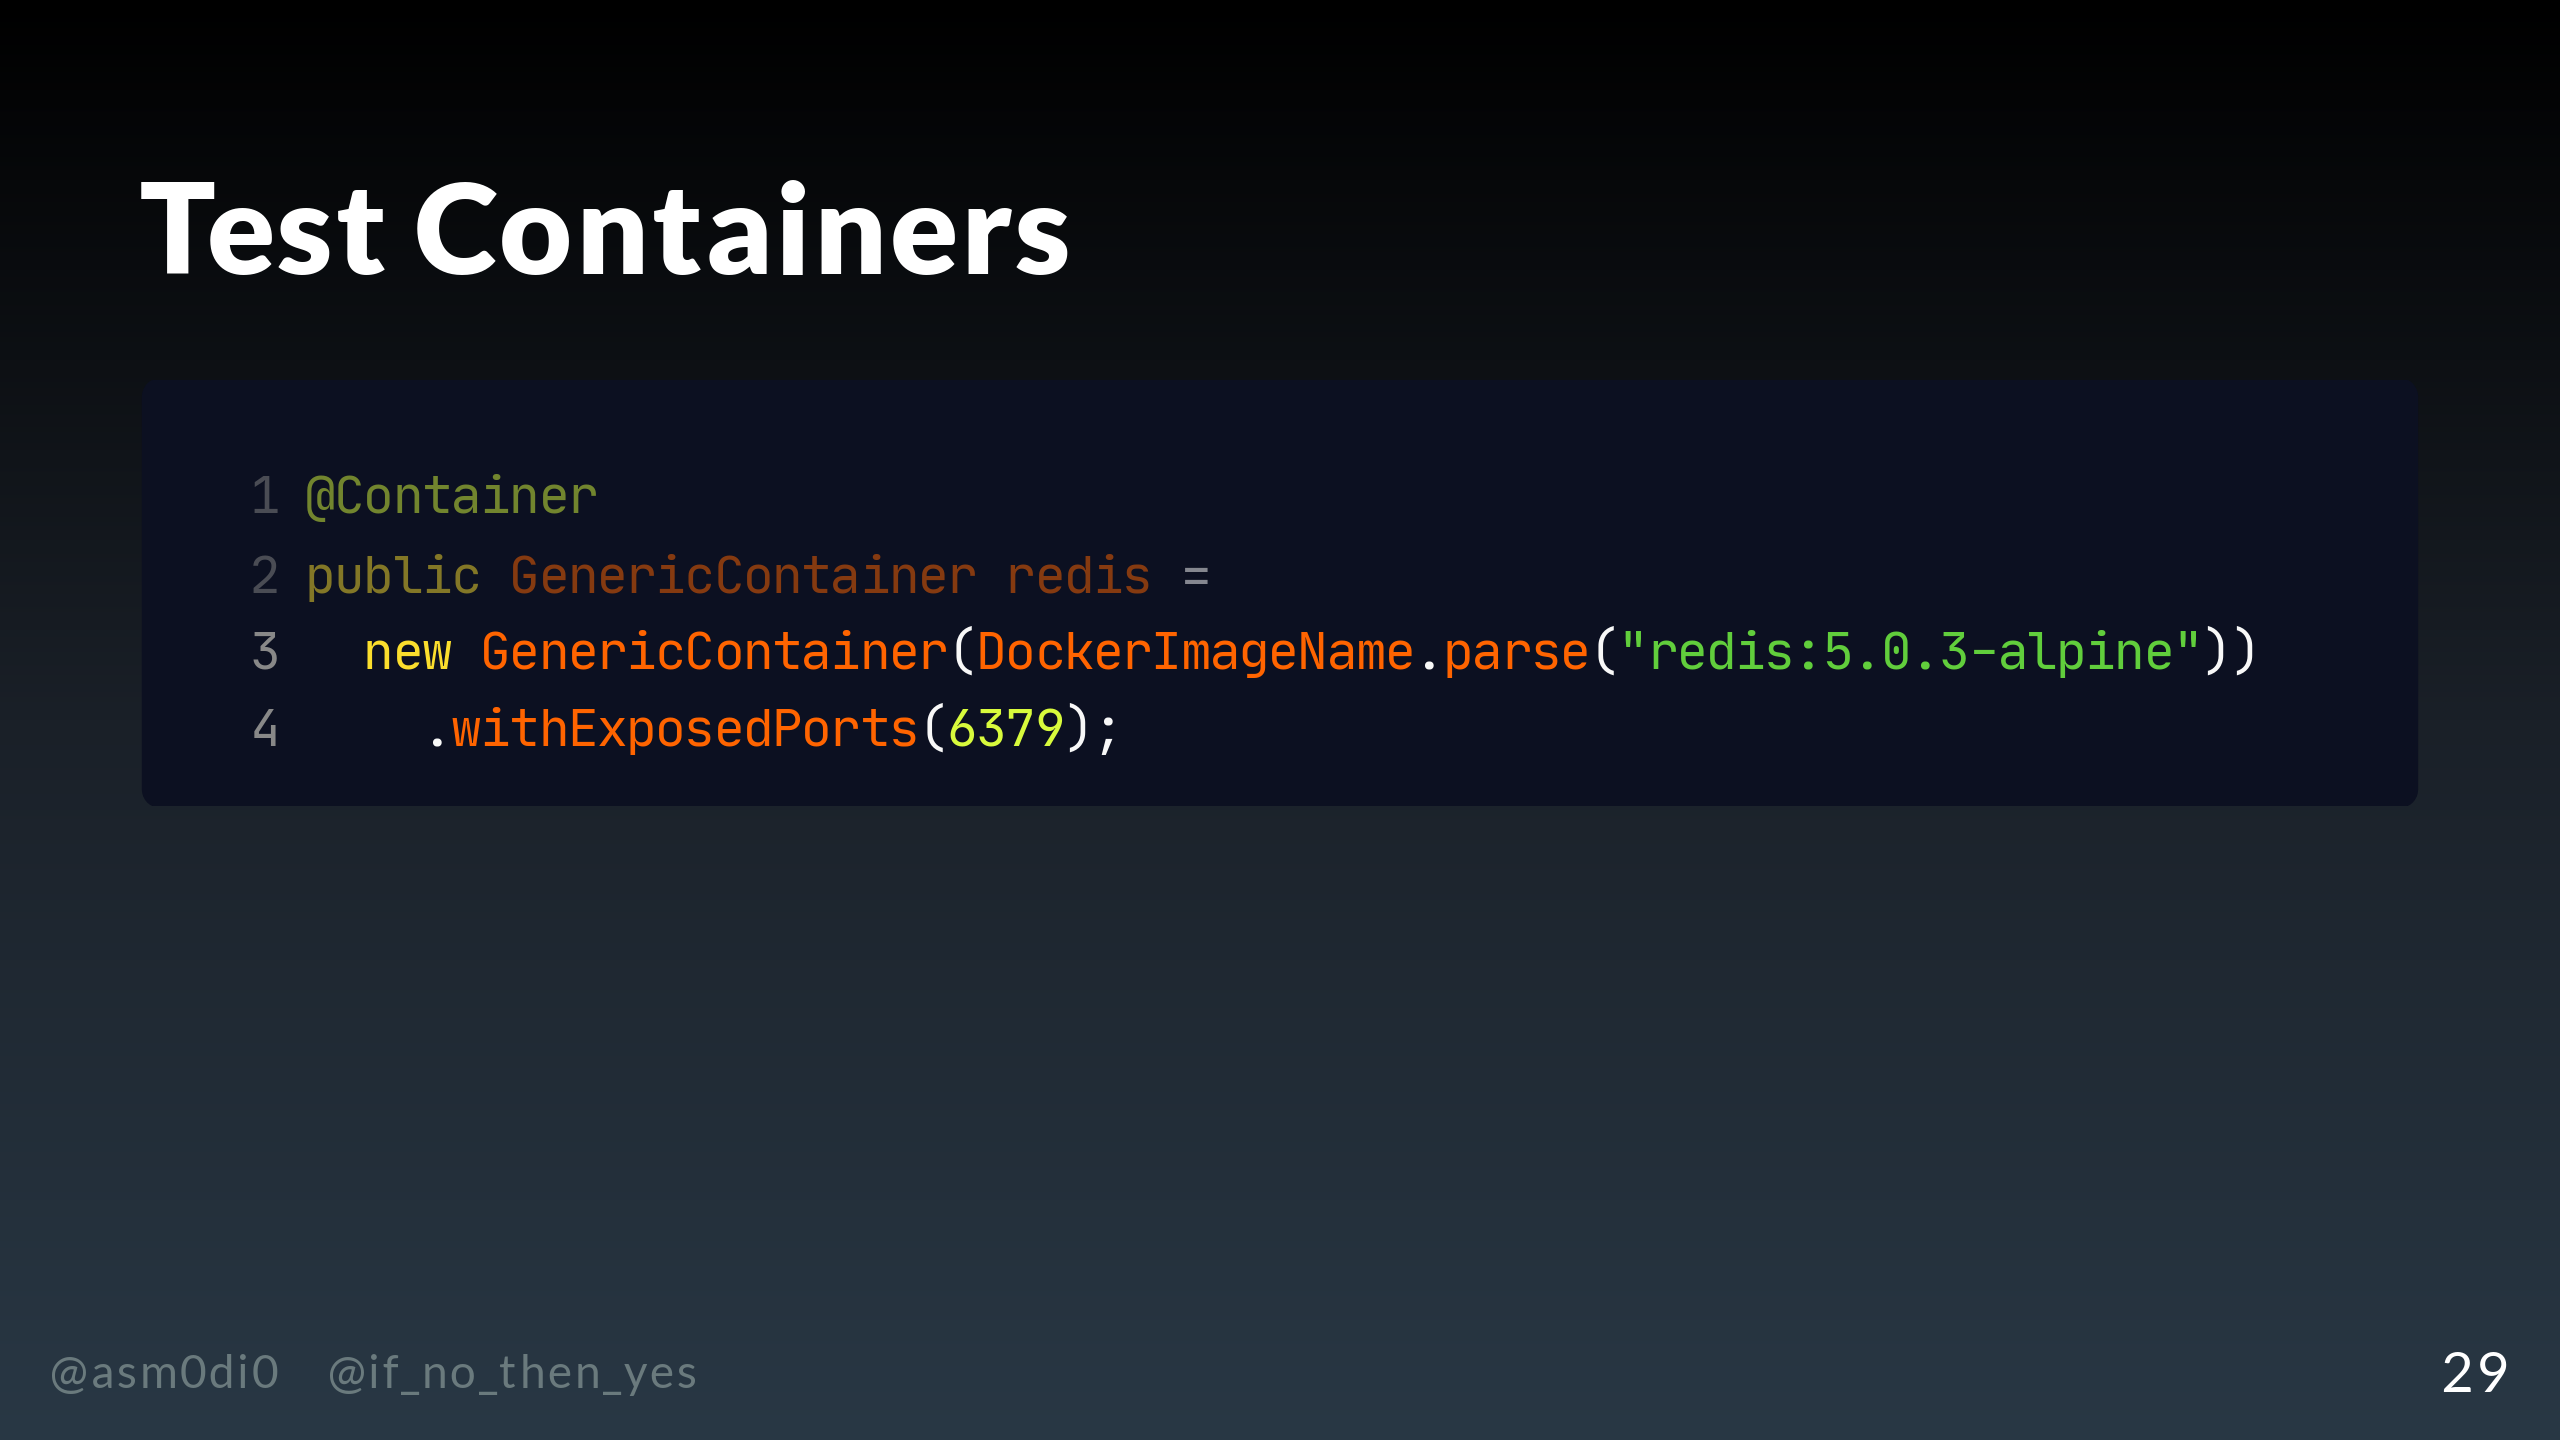 Test Containers
1 @Container
2 public GenericContainer redis =
3   new GenericContainer(DockerImageName.parse("redis:5.0.3-alpine"))
4     .withExposedPorts(6379);
@asm0di0 @if_no_then_yes 29